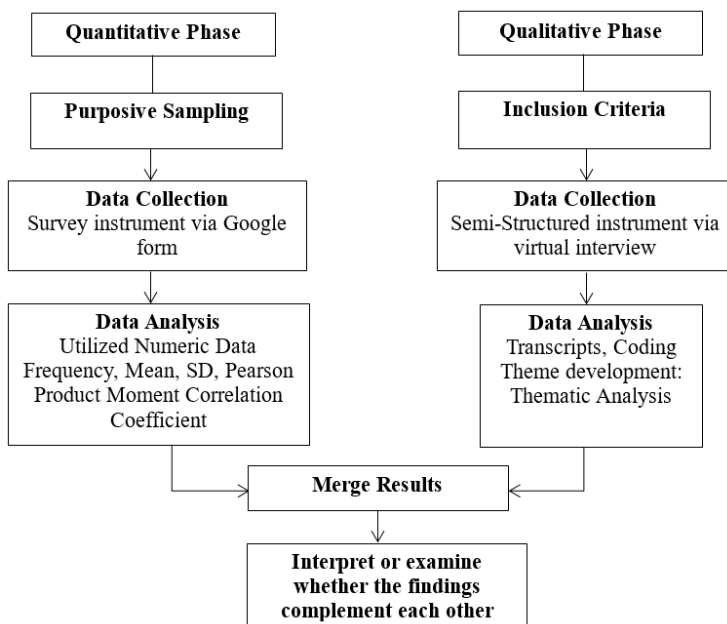 Quantitative Phase
Purposive Sampling
Data Collection
Survey instrument via Google
form
Data Analysis
Utilized Numeric Data
Frequency, Mean, SD, Pearson
Product Moment Correlation
Coefficient
Qualitative Phase
Inclusion Criteria
Data Collection
Semi-Structured instrument via
virtual interview
Data Analysis
Transcripts, Coding
Theme development:
Thematic Analysis
Merge Results
Interpret or examine
whether the findings
complement each other